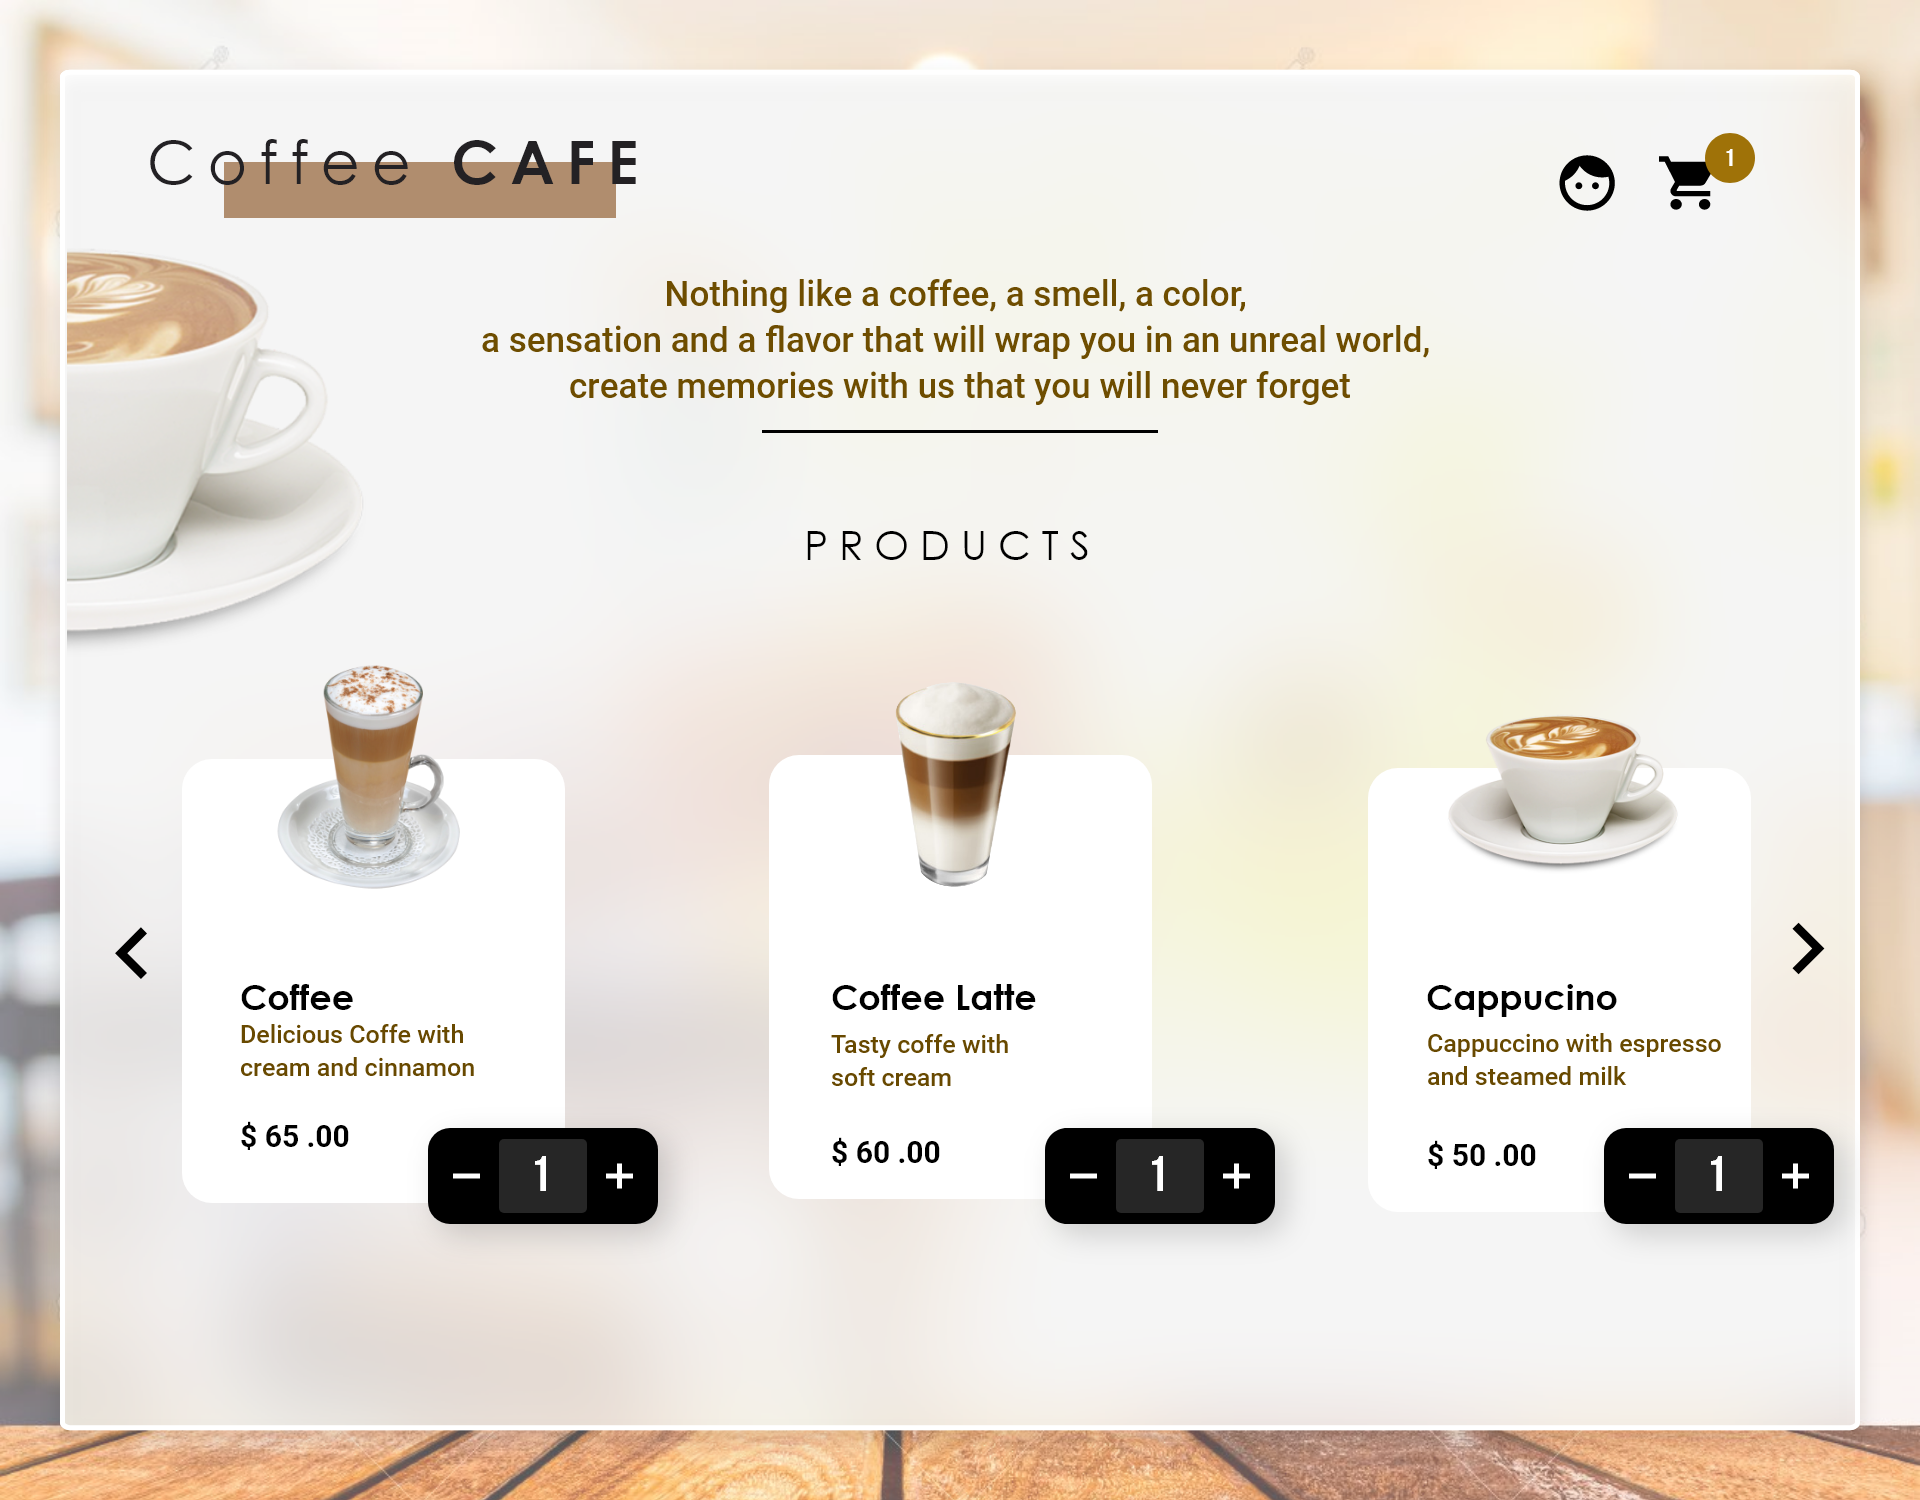 Coffee CAFE
1
Nothing like a coffee, a smell, a color,
a sensation and a flavor that will wrap you in an unreal world,
create memories with us that you will never forget
PRODUCTS
Coffee
Delicious Coffe with
cream and cinnamon
$ 65 .00
1
Coffee Latte
Tasty coffe with
soft cream
$ 60 .00
1
Cappucino
Cappuccino with espresso
and steamed milk
$ 50 .00
1